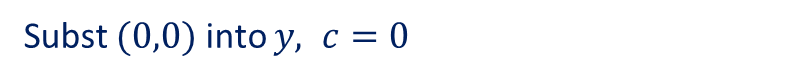 Subst (0,0) into y, c = 0